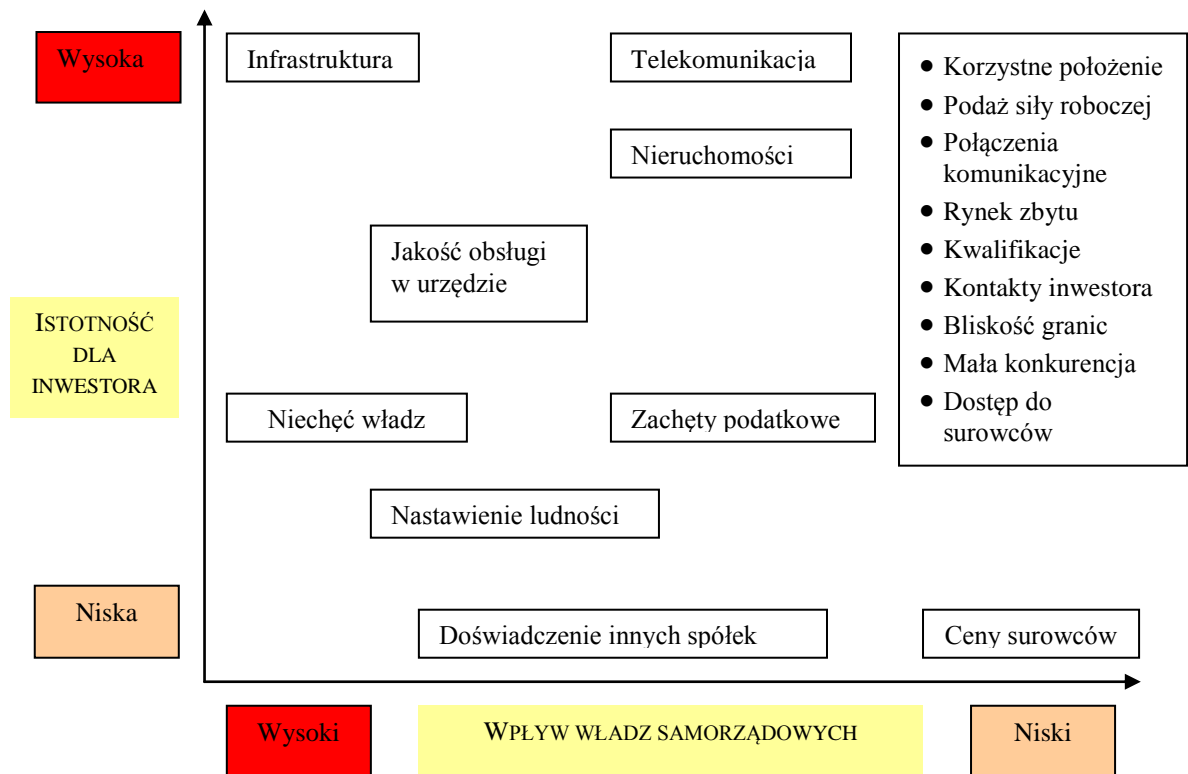 Wysoka
Infrastruktura
Telekomunikacja
Nieruchomości
• Korzystne położenie
• Podaż siły roboczej
• Połączenia
komunikacyjne
• Rynek zbytu
• Kwalifikacje
• Kontakty inwestora
• Bliskość granic
• Mała konkurencja
• Dostęp do
surowców
Jakość obsługi
w urzędzie
ISTOTNOŚĆ
DLA
INWESTORA
Niechęć władz
Zachęty podatkowe
Nastawienie ludności
Niska
Doświadczenie innych spółek
Ceny surowców
Wysoki
WPŁYW WŁADZ SAMORZĄDOWYCH
Niski